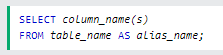 SELECT column_name(s)
FROM table_name AS alias_name;